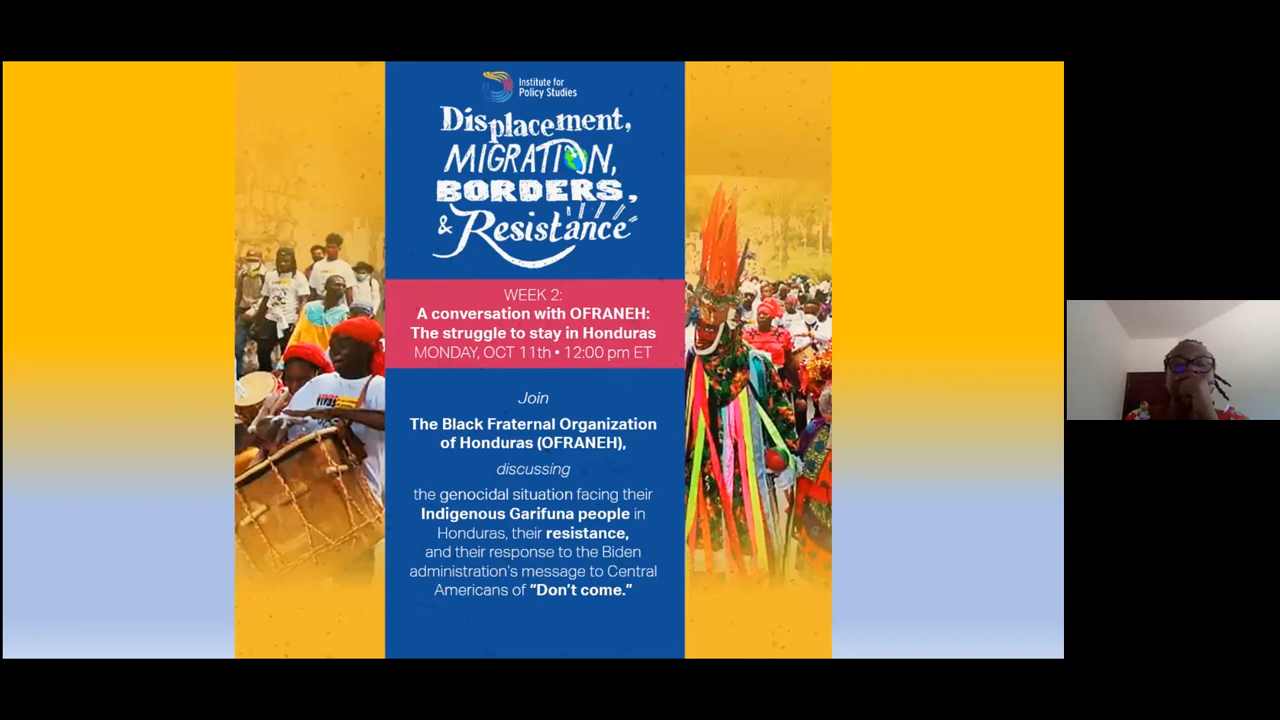 Institute for
Policy Studies
Displacement,
MIGRATION,
BORDERS,
& Resistance
WEEK 2:
A conversation with OFRANEH:
The struggle to stay in Honduras
MONDAY, OCT 11th • 12:00 pm ET
Join
The Black Fraternal Organization
of Honduras (OFRANEH),
discussing
the genocidal situation facing their
Indigenous Garifuna people in
Honduras, their resistance,
and their response to the Biden
administration's message to Central
Americans of “Don't come.”